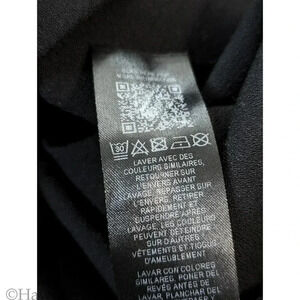 30
LAVER AVEC DES
COULEURS SIMILAIRES,
RETOURNER SUR
L'ENVERS AVANT
LAVAGE, REPASSER SUR
L'ENVERS, RETIRER
RAPIDEMENT ET
SUSPENDRE APRÈS
LAVAGE, LES COULEURS
PEUVENT DÉTEINDRE
SUR D'AUTRES
VÊTEMENTS ET TISSUS
D'AMEUBLEMENT
LAVAR CON COLORES
SIMILARES, PONER DEL
REVÉS ANTES DE
LAVAR, PLANCHAR DEL
©Ha